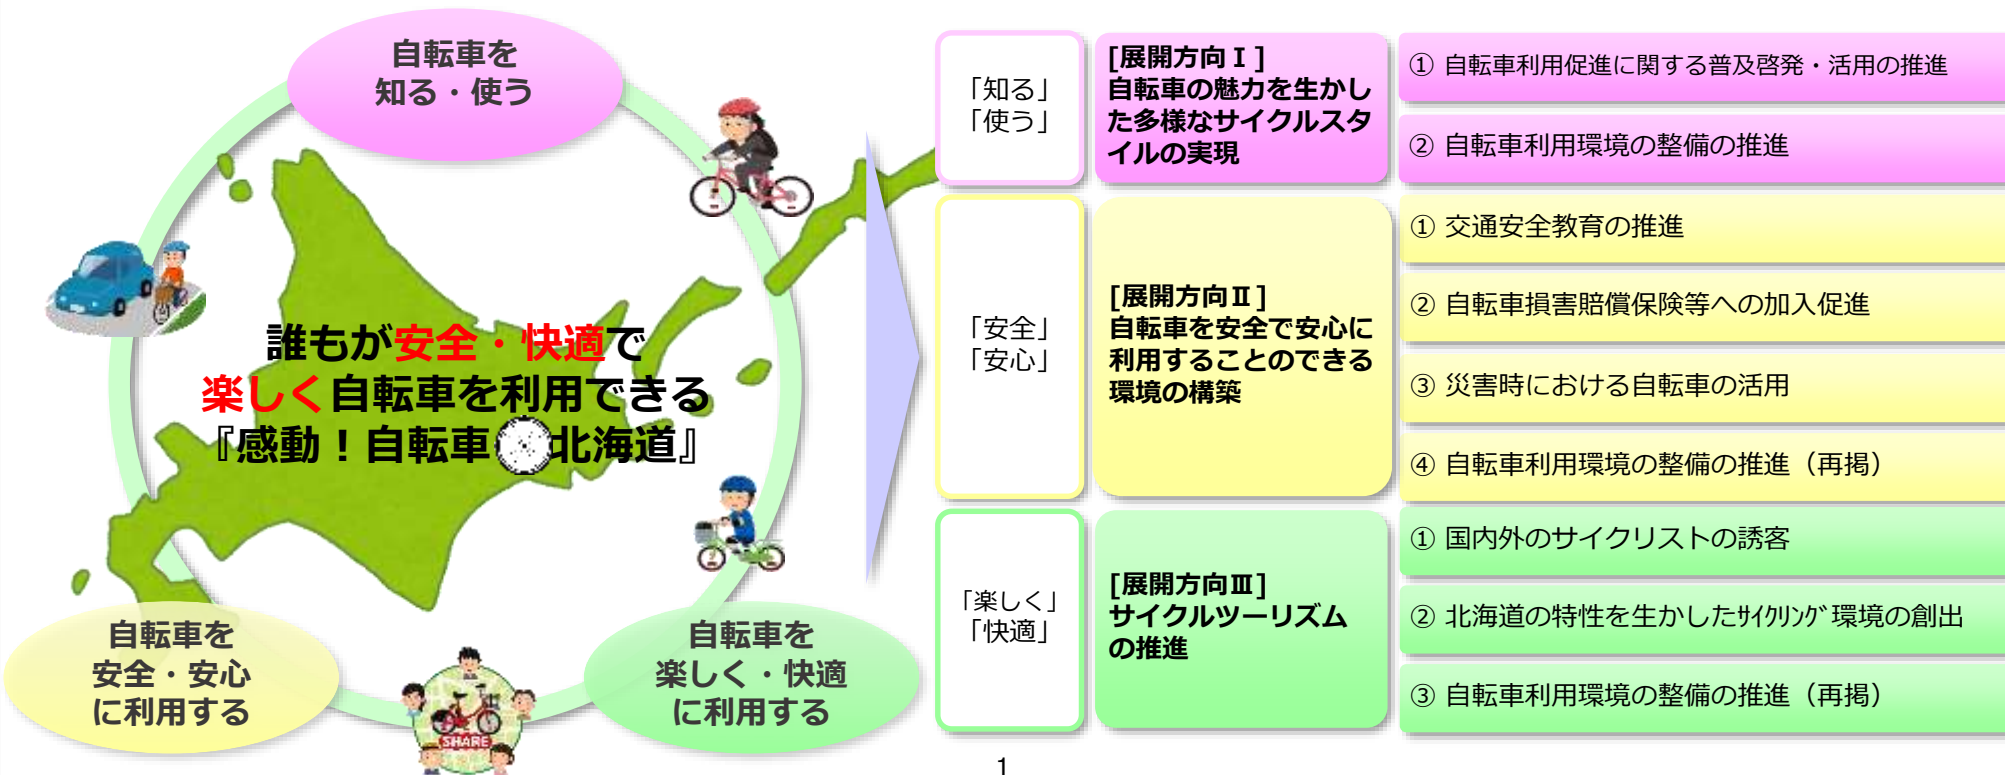 自転車を
知る・使う
誰もが安全・快適で
楽しく自転車を利用できる
『感動！自転車北海道』
自転車を
安全・安心
に利用する
SHARE
自転車を
楽しく・快適
に利用する
「知る」
「使う」
[展開方向Ⅰ]
自転車の魅力を生かし
た多様なサイクルスタ
イルの実現
① 自転車利用促進に関する普及啓発・活用の推進
② 自転車利用環境の整備の推進
「安全」
「安心」
[展開方向Ⅱ]
自転車を安全で安心に
利用することのできる
環境の構築
① 交通安全教育の推進
② 自転車損害賠償保険等への加入促進
③ 災害時における自転車の活用
④ 自転車利用環境の整備の推進（再掲）
「楽しく」
「快適」
[展開方向Ⅲ]
サイクルツーリズム
の推進
① 国内外のサイクリストの誘客
② 北海道の特性を生かしたｻｲｸﾘﾝｸﾞ環境の創出
③ 自転車利用環境の整備の推進（再掲）
1